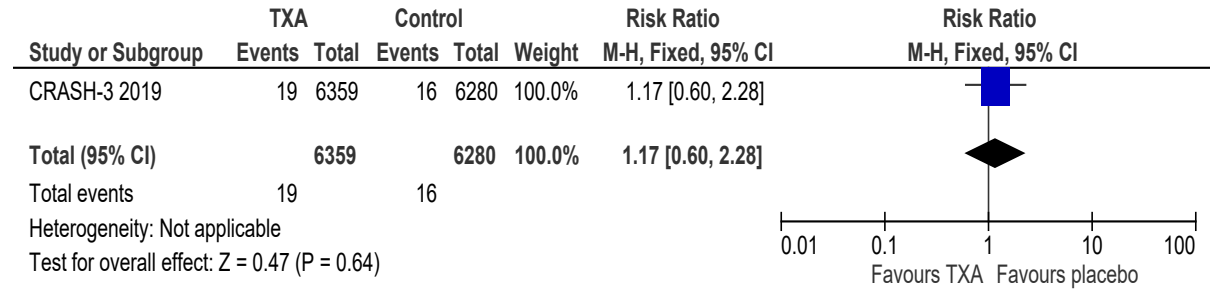 TXA Control Risk Ratio Risk Ratio
Study or Subgroup Events Total Events Total Weight M-H, Fixed, 95% CI M-H, Fixed, 95% CI
CRASH-3 2019 19 6359 16 6280 100.0% 1.17 [0.60, 2.28]
Total (95% CI) 6359 6280 100.0% 1.17 [0.60, 2.28]
Total events 19 16
Heterogeneity: Not applicable
Test for overall effect: Z = 0.47 (P = 0.64)
0.01 0.1 1 10 100
Favours TXA Favours placebo